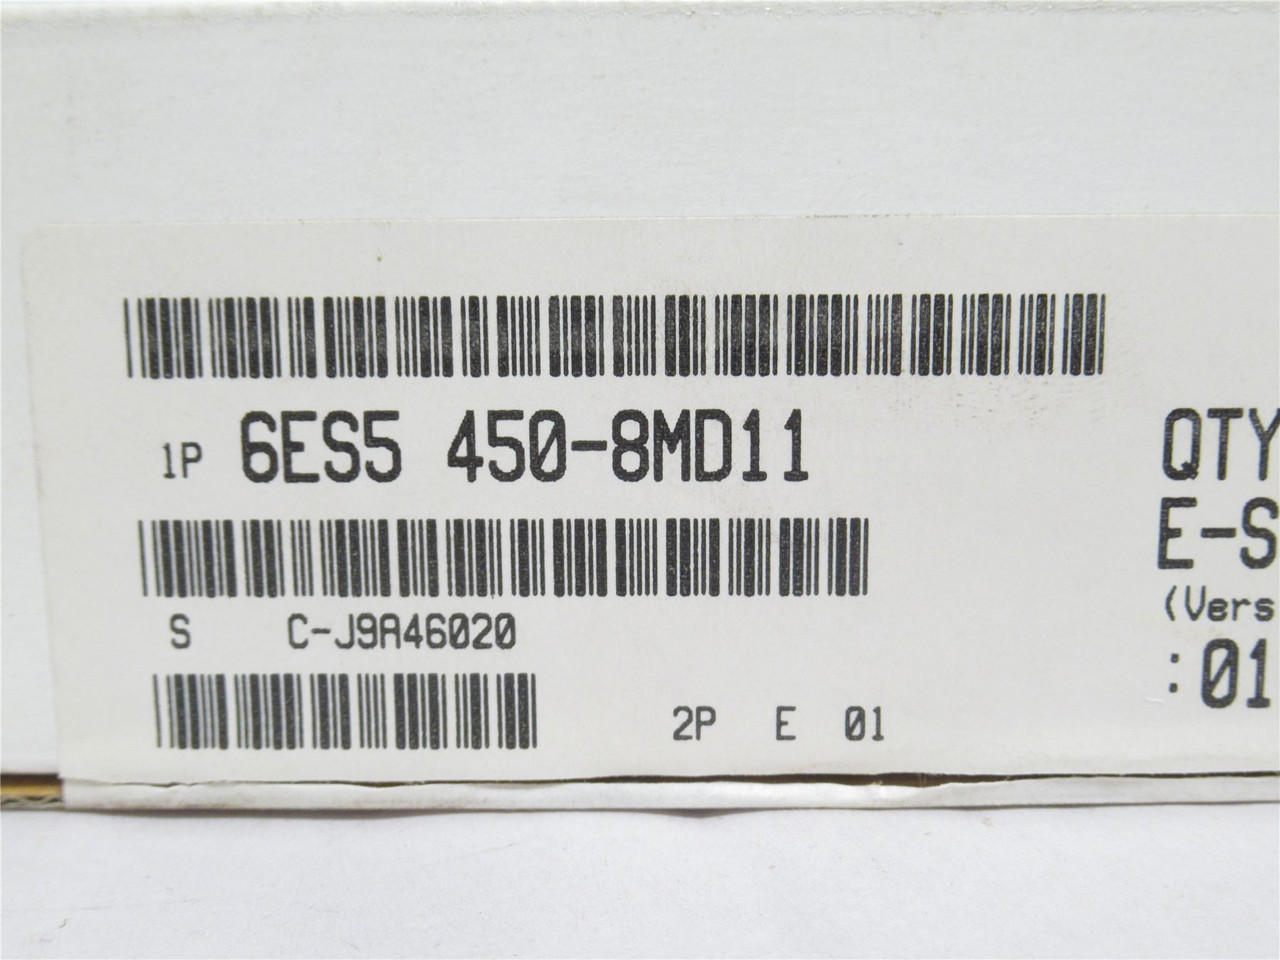 1P 6ES5 450-8MD11
S C-J9A46020
2P E 01
QTY
E-S
(Vers
:01